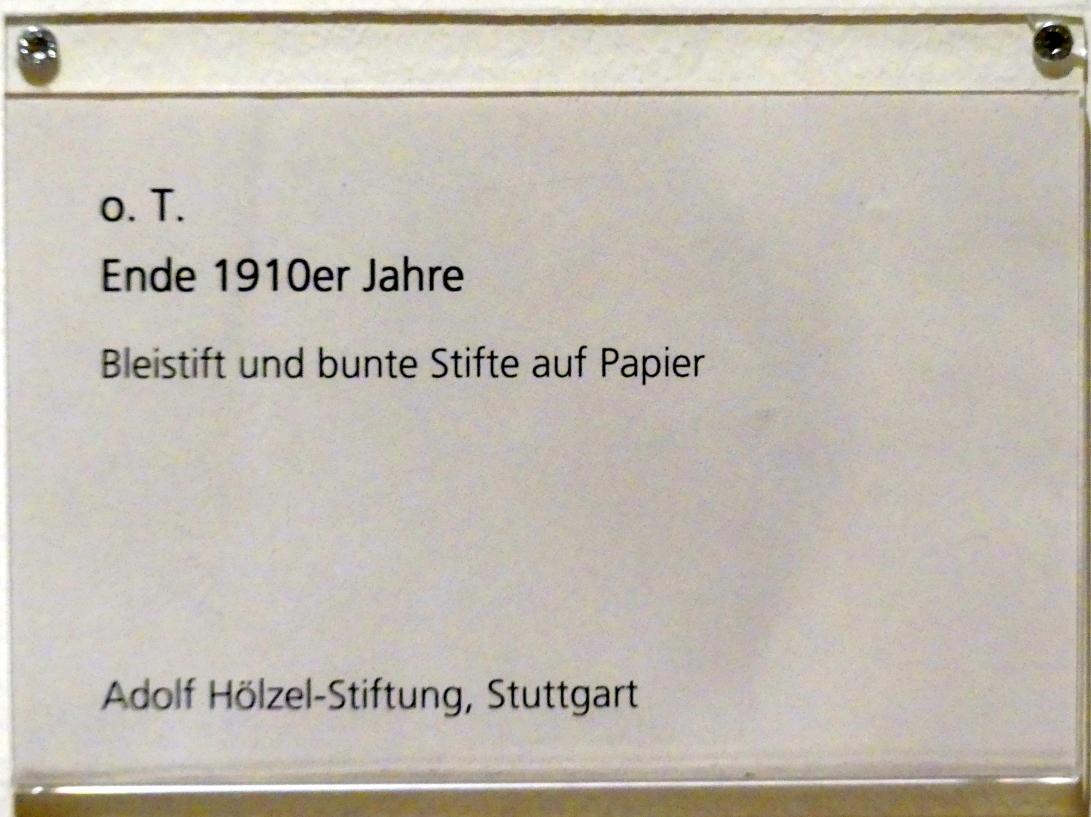 o. T.
Ende 1910er Jahre
Bleistift und bunte Stifte auf Papier
Adolf Hölzel-Stiftung, Stuttgart